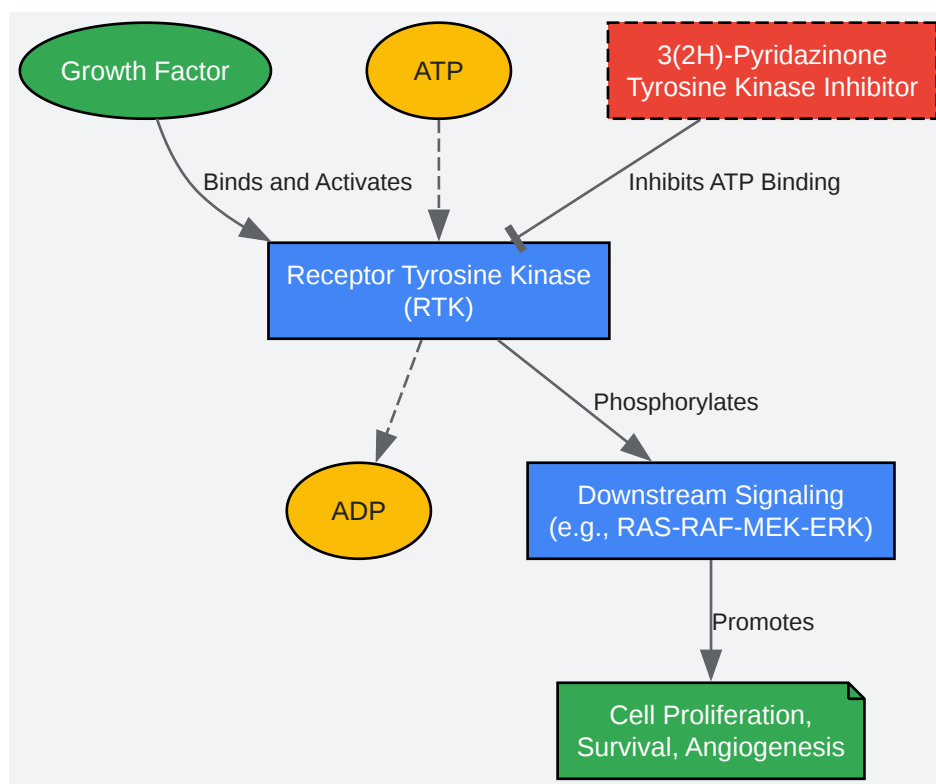 Growth Factor
ATP
3(2H)-Pyridazinone
Tyrosine Kinase Inhibitor
Binds and Activates
Inhibits ATP Binding
Receptor Tyrosine Kinase
(RTK)
Phosphorylates
ADP
Downstream Signaling
(e.g., RAS-RAF-MEK-ERK)
Promotes
Cell Proliferation,
Survival, Angiogenesis